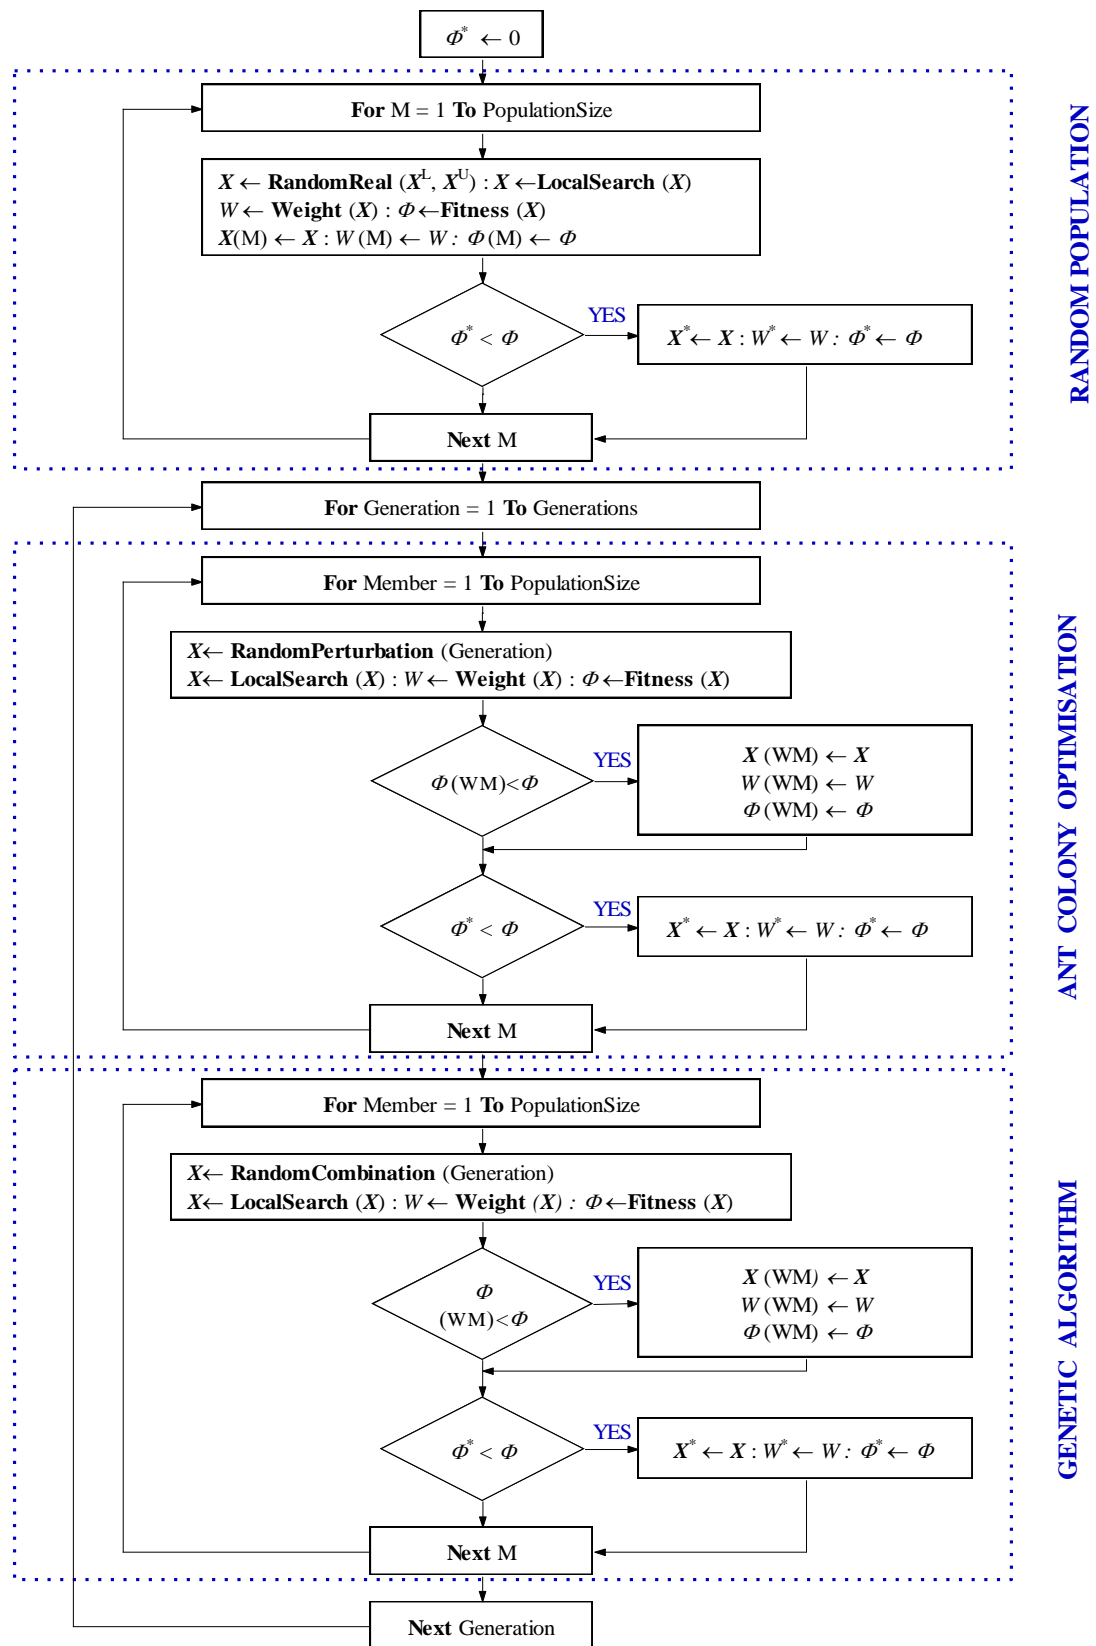 Φ* ← 0
For M = 1 To PopulationSize
X ← RandomReal (X^L, X^U) : X ←LocalSearch (X)
W ← Weight (X) : Φ ←Fitness (X)
X(M) ← X : W (M) ← W : Φ (M) ← Φ
Φ* < Φ
YES
X* ← X : W* ← W : Φ* ← Φ
Next M
RANDOM POPULATION
For Generation = 1 To Generations
For Member = 1 To PopulationSize
X← RandomPerturbation (Generation)
X← LocalSearch (X) : W ← Weight (X) : Φ ←Fitness (X)
Φ (WM) < Φ
YES
X (WM) ← X
W (WM) ← W
Φ (WM) ← Φ
Φ* < Φ
YES
X* ← X : W* ← W : Φ* ← Φ
Next M
ANT COLONY OPTIMISATION
For Member = 1 To PopulationSize
X← RandomCombination (Generation)
X← LocalSearch (X) : W ← Weight (X) : Φ ←Fitness (X)
Φ
(WM) < Φ
YES
X (WM) ← X
W (WM) ← W
Φ (WM) ← Φ
Φ* < Φ
YES
X* ← X : W* ← W : Φ* ← Φ
Next M
GENETIC ALGORITHM
Next Generation